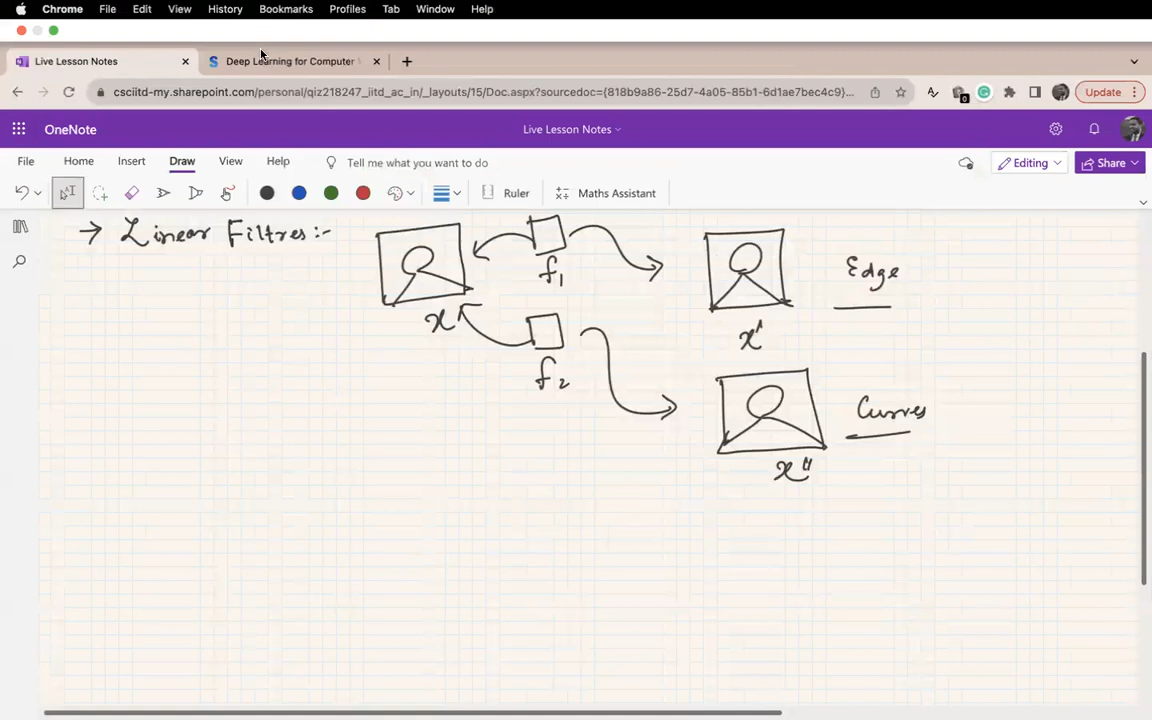 Chrome File Edit View History Bookmarks Profiles Tab Window Help
Live Lesson Notes
Deep Learning for Computer
csciitd-my.sharepoint.com/personal/qiz218247_iitd_ac_in/_layouts/15/Doc.aspx?sourcedoc={818b9a86-25d7-4a05-85b1-6d1ae7bec4c9}...
0
Update
OneNote
Live Lesson Notes
File Home Insert Draw View Help Tell me what you want to do
Editing Share
Ruler Maths Assistant
→ Linear Filtres:-
f1
Edge
x
x'
f2
Curves
x"